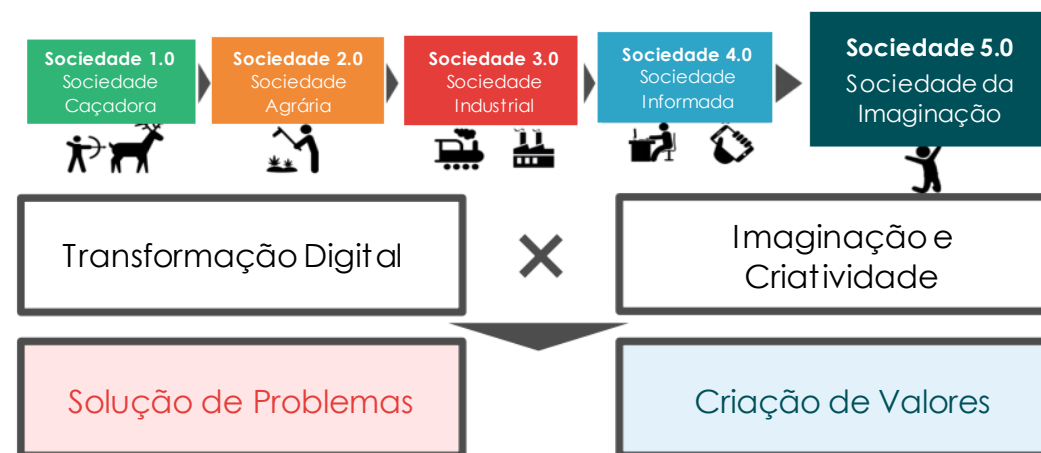 Sociedade 1.0
Sociedade
Caçadora
Sociedade 2.0
Sociedade
Agrária
Sociedade 3.0
Sociedade
Industrial
Sociedade 4.0
Sociedade
Informada
Sociedade 5.0
Sociedade da
Imaginação
Transformação Digital
Imaginação e
Criatividade
Solução de Problemas
Criação de Valores